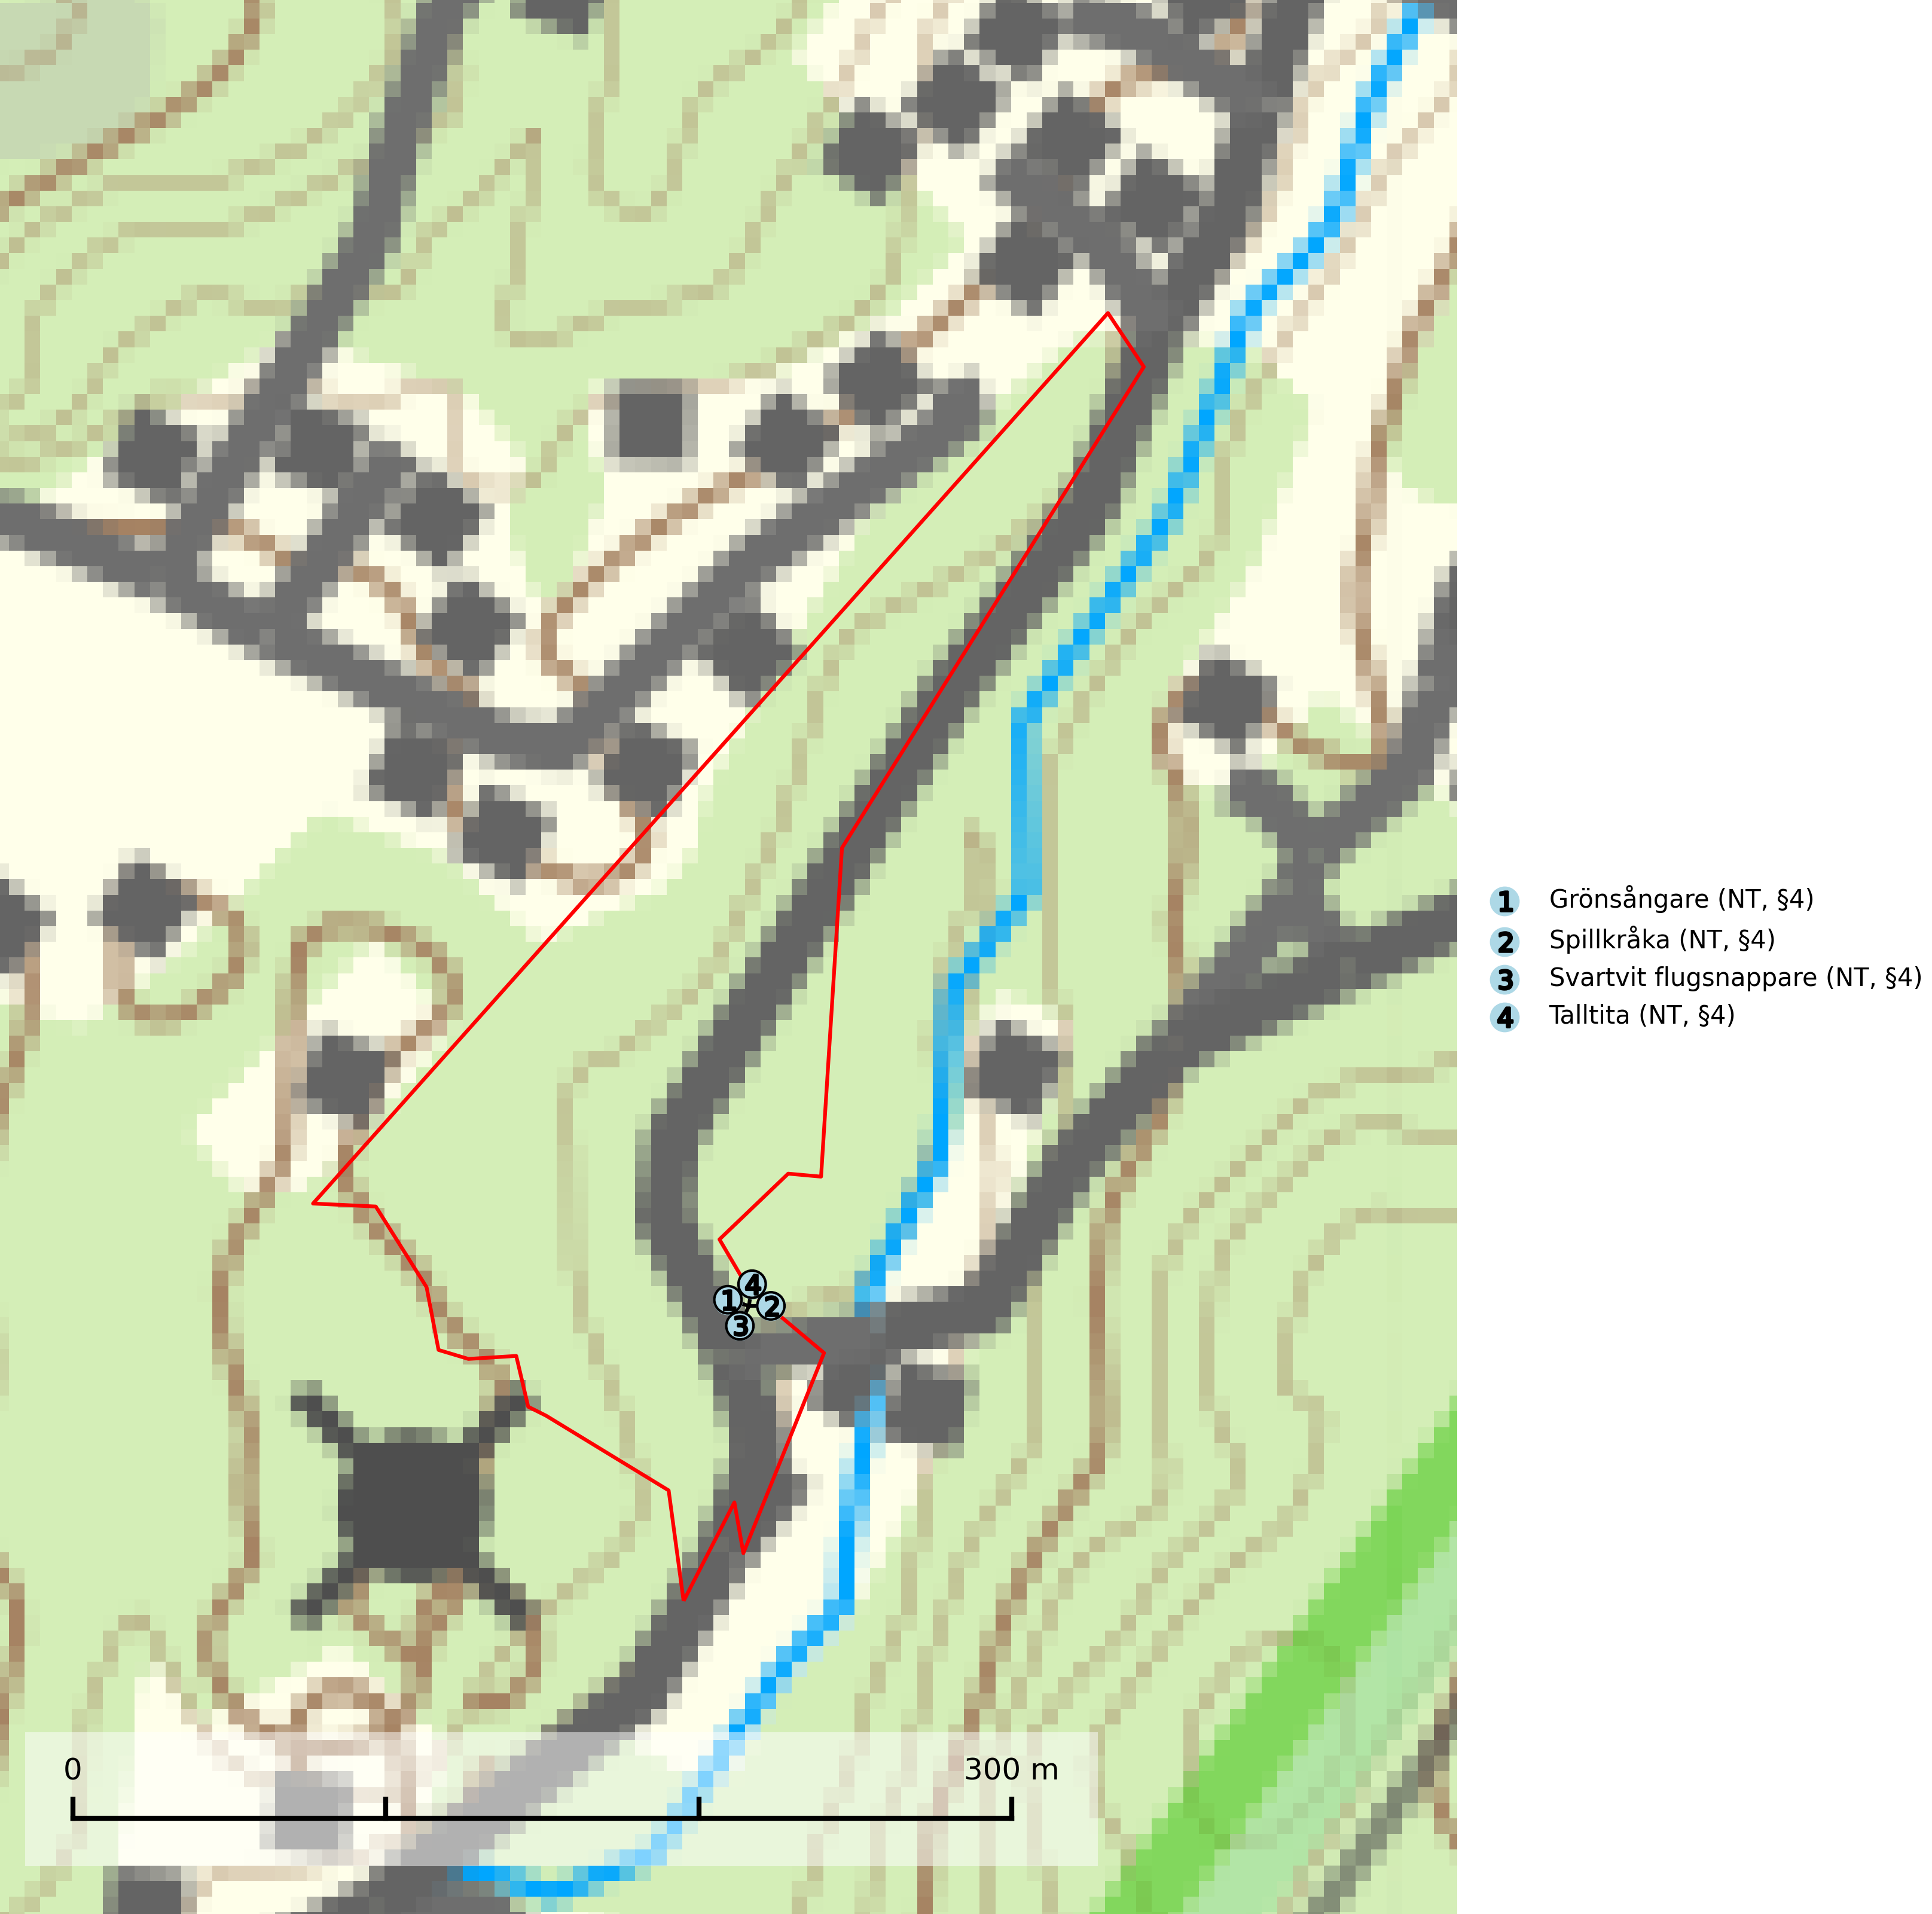 1 Grönsångare (NT, §4)
2 Spillkråka (NT, §4)
3 Svartvit flugsnappare (NT, §4)
4 Talltita (NT, §4)
4
1 2
3
0 300 m